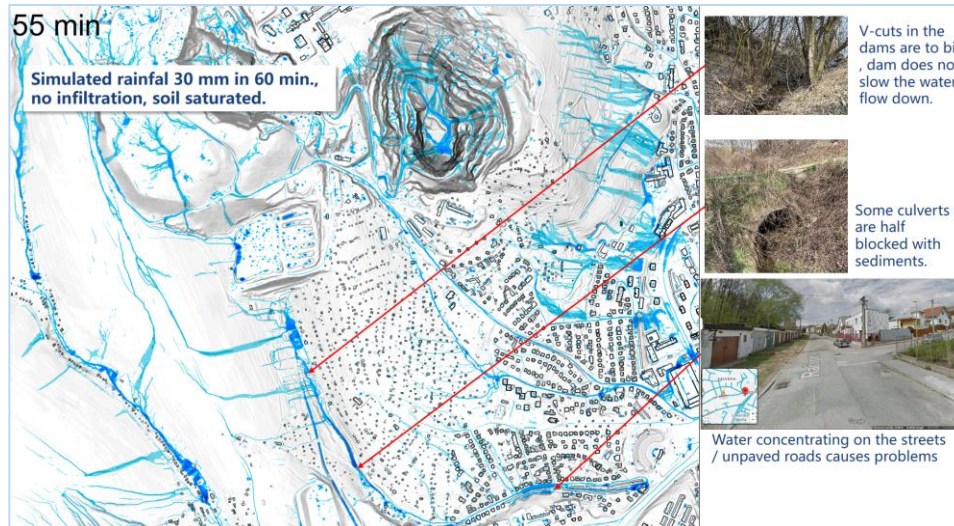 55 min
Simulated rainfal 30 mm in 60 min.,
no infiltration, soil saturated.
V-cuts in the
dams are to bi
, dam does no
slow the water
flow down.
Some culverts
are half
blocked with
sediments.
Water concentrating on the streets
/ unpaved roads causes problems